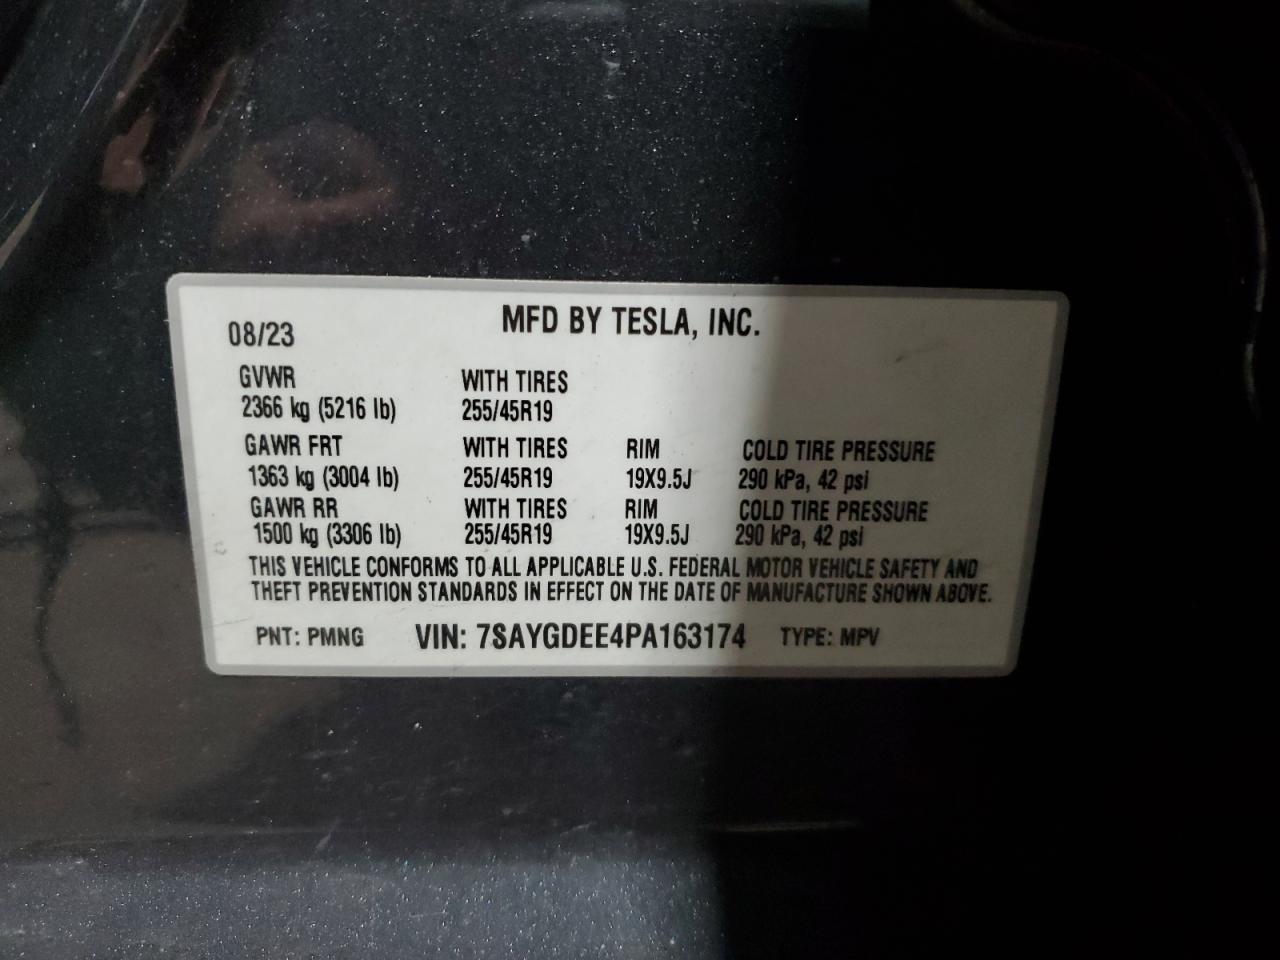 MFD BY TESLA, INC.
08/23
GVWR WITH TIRES
2366 kg (5216 lb) 255/45R19
GAWR FRT WITH TIRES RIM COLD TIRE PRESSURE
1363 kg (3004 lb) 255/45R19 19X9.5J 290 kPa, 42 psi
GAWR RR WITH TIRES RIM COLD TIRE PRESSURE
1500 kg (3306 lb) 255/45R19 19X9.5J 290 kPa, 42 psi
THIS VEHICLE CONFORMS TO ALL APPLICABLE U.S. FEDERAL MOTOR VEHICLE SAFETY AND
THEFT PREVENTION STANDARDS IN EFFECT ON THE DATE OF MANUFACTURE SHOWN ABOVE.
PNT: PMNG VIN: 7SAYGDEE4PA163174 TYPE: MPV